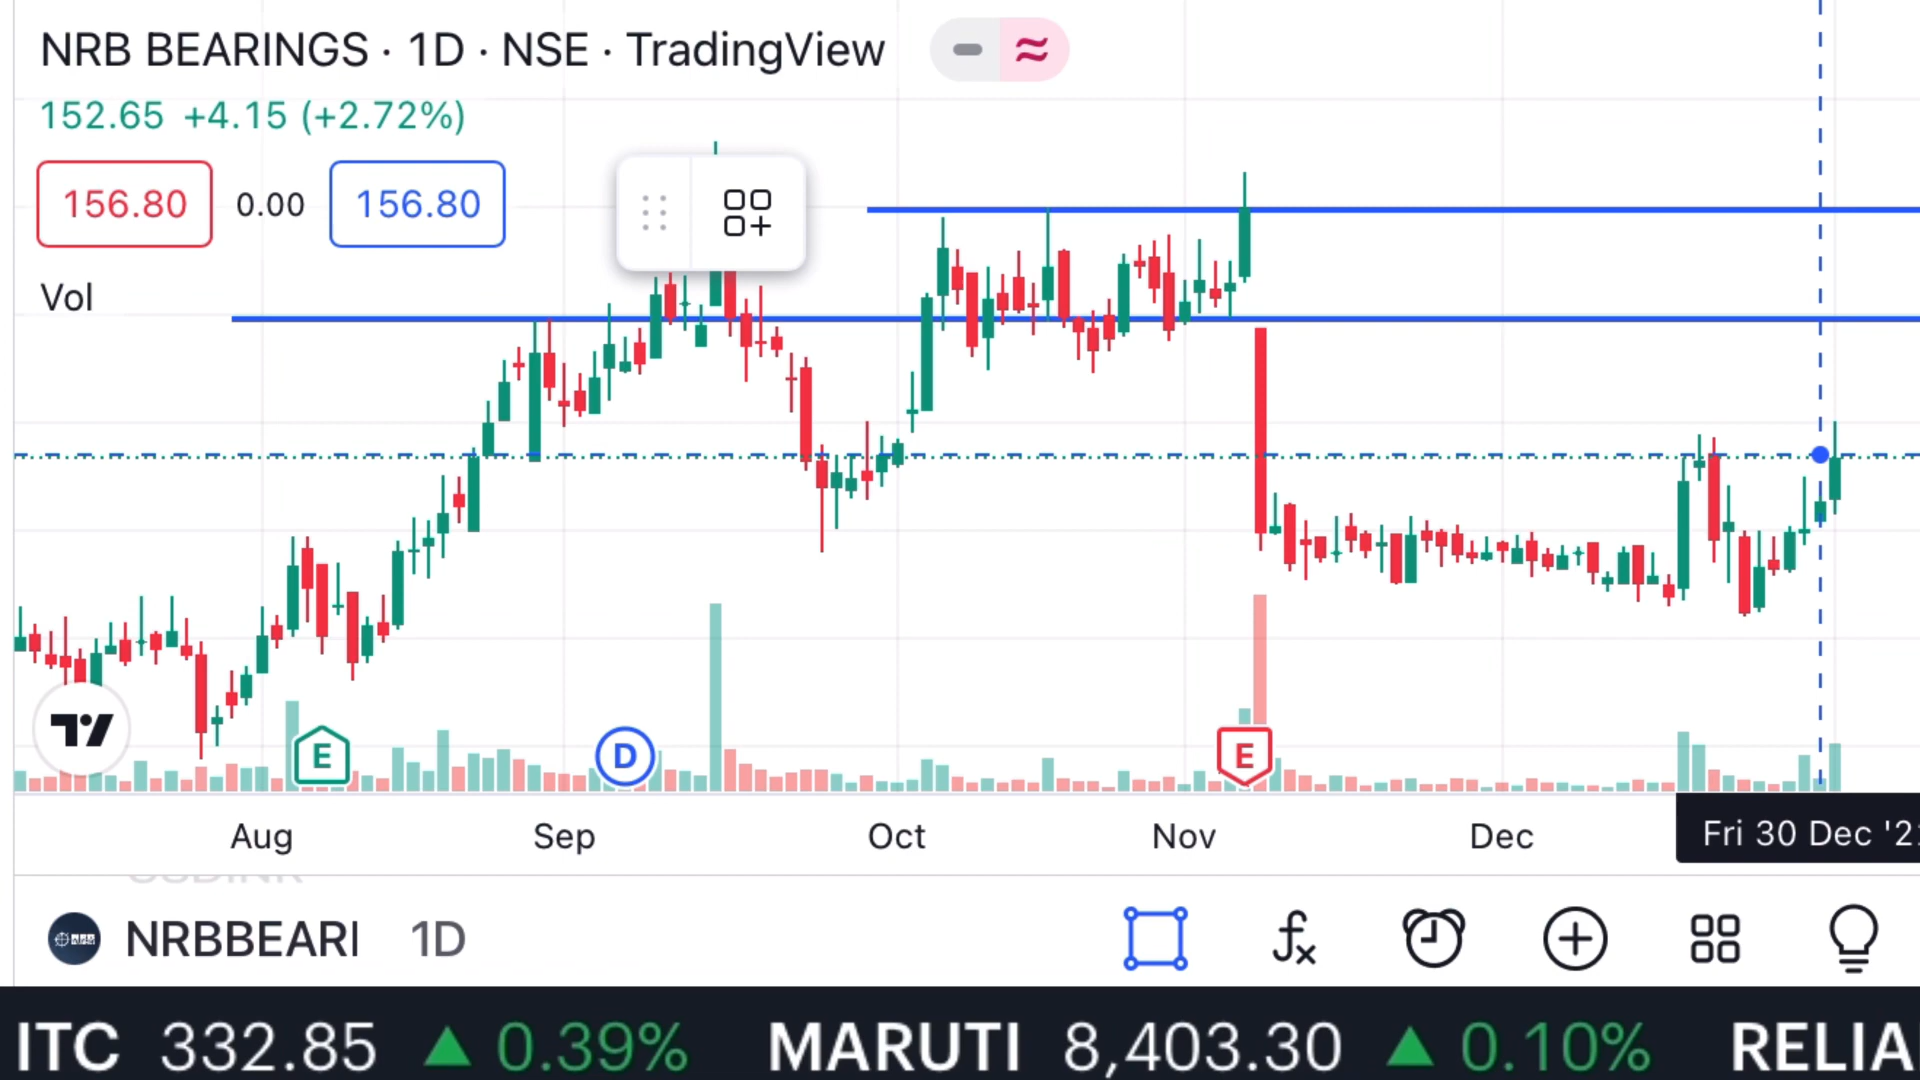 NRB BEARINGS · 1D · NSE · TradingView
152.65 +4.15 (+2.72%)
156.80 0.00 156.80
Vol
E D E
Aug Sep Oct Nov Dec Fri 30 Dec '2
NRBBEARI 1D
ITC 332.85 ▲ 0.39% MARUTI 8,403.30 ▲ 0.10% RELIA